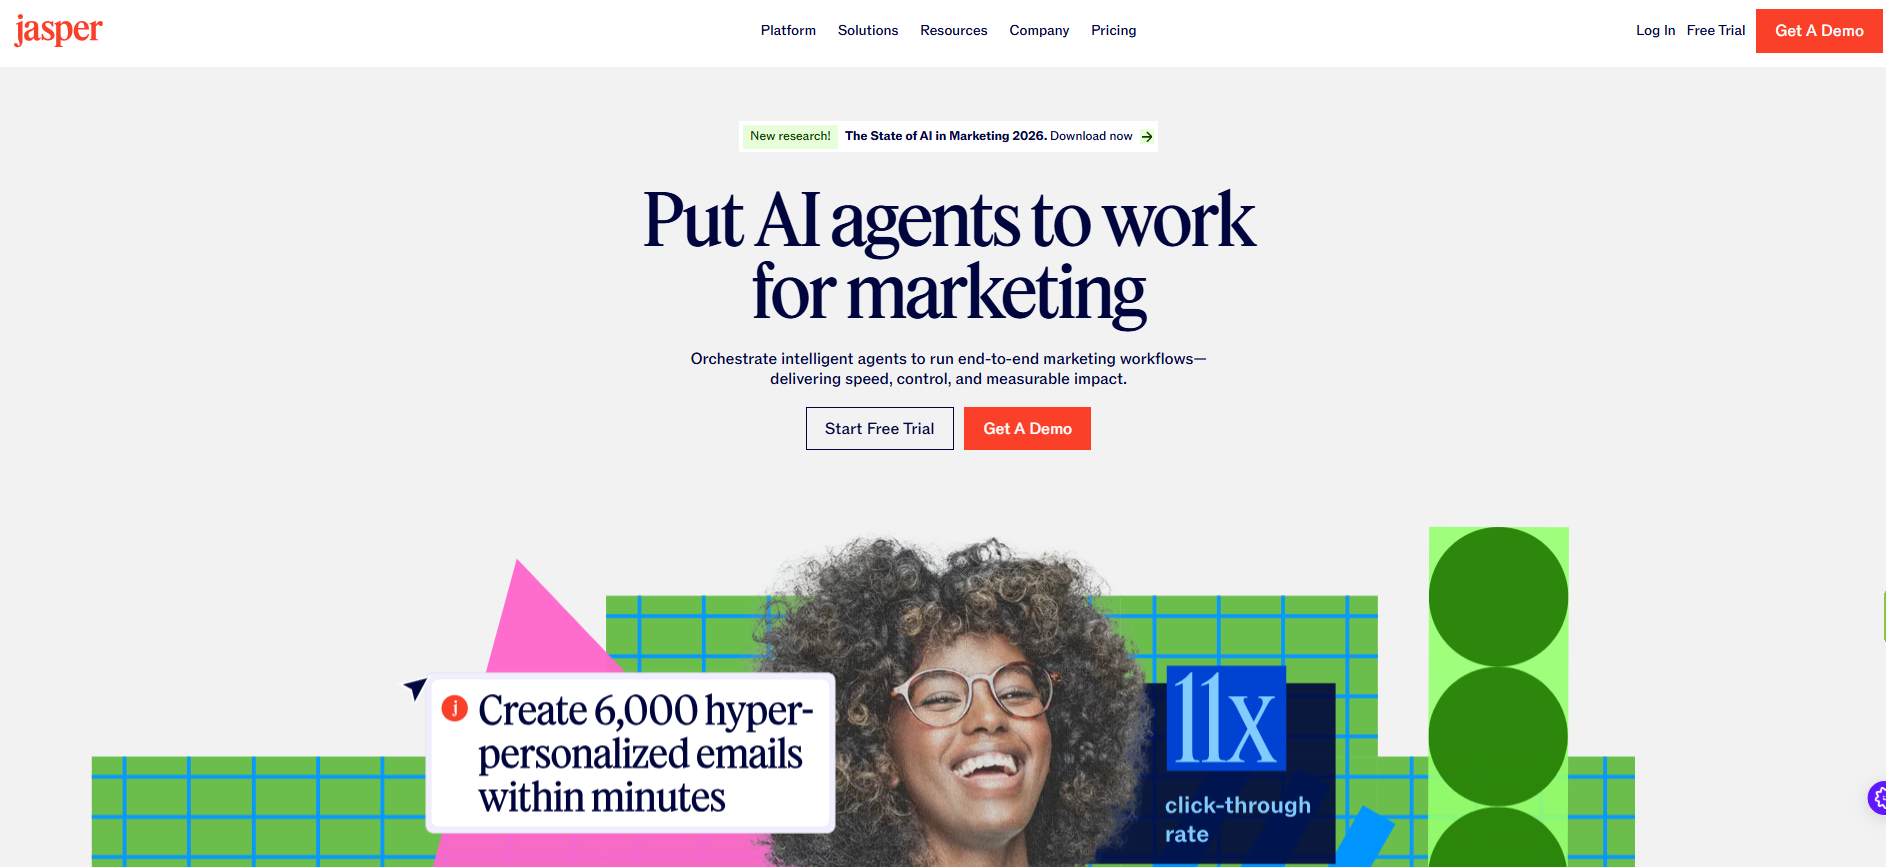 jasper
Platform Solutions Resources Company Pricing
Log In Free Trial Get A Demo
New research! The State of AI in Marketing 2026. Download now
Put AI agents to work
for marketing
Orchestrate intelligent agents to run end-to-end marketing workflows—
delivering speed, control, and measurable impact.
Start Free Trial Get A Demo
j
Create 6,000 hyper-
personalized emails
within minutes
11x
click-through
rate